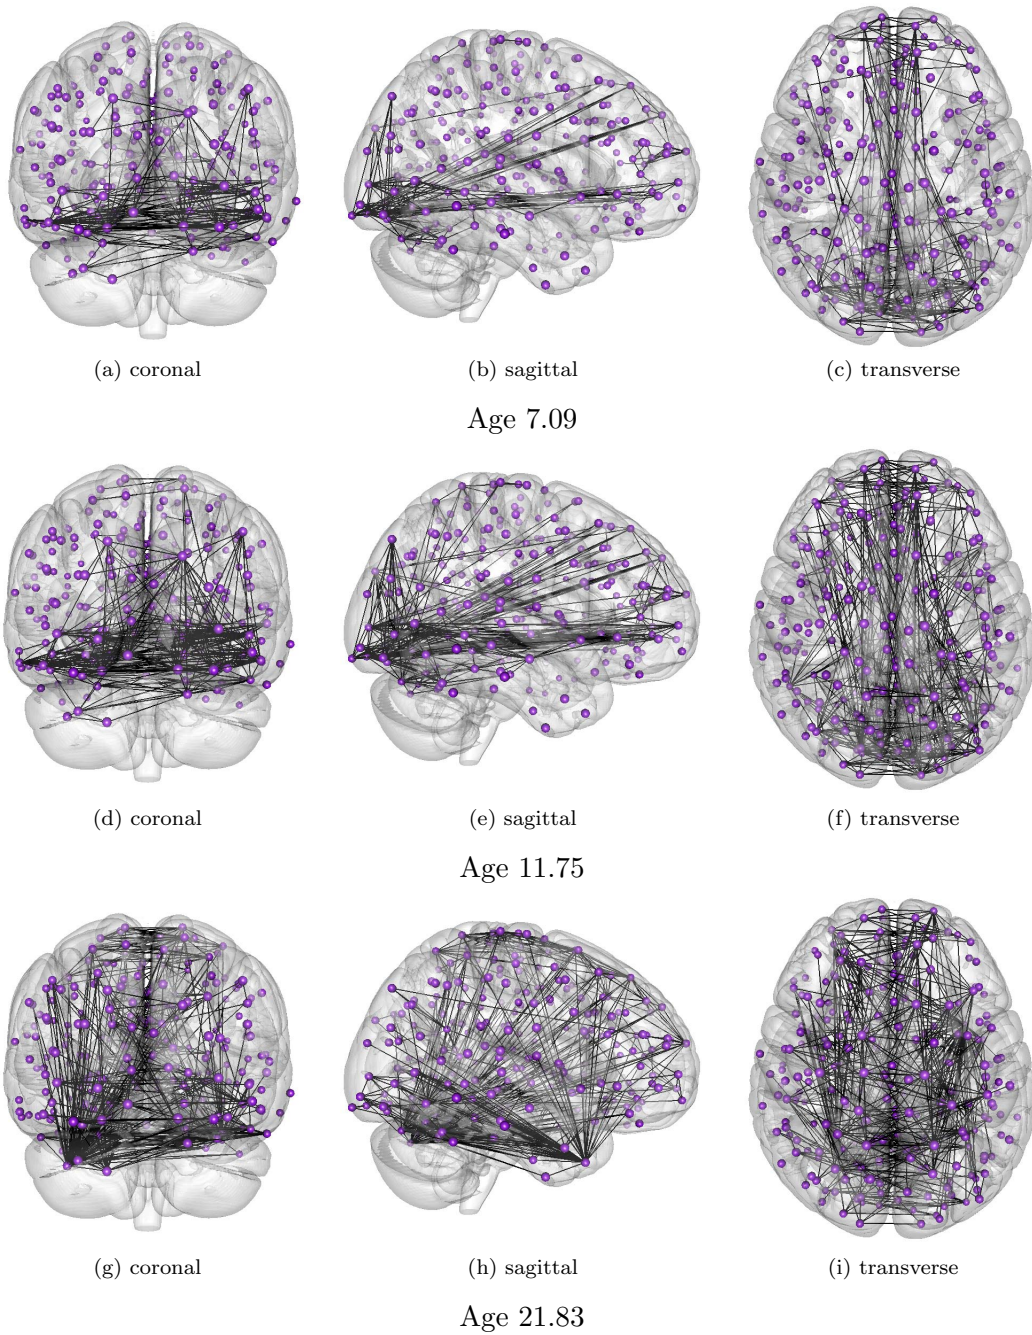 (a) coronal (b) sagittal (c) transverse
Age 7.09
(d) coronal (e) sagittal (f) transverse
Age 11.75
(g) coronal (h) sagittal (i) transverse
Age 21.83